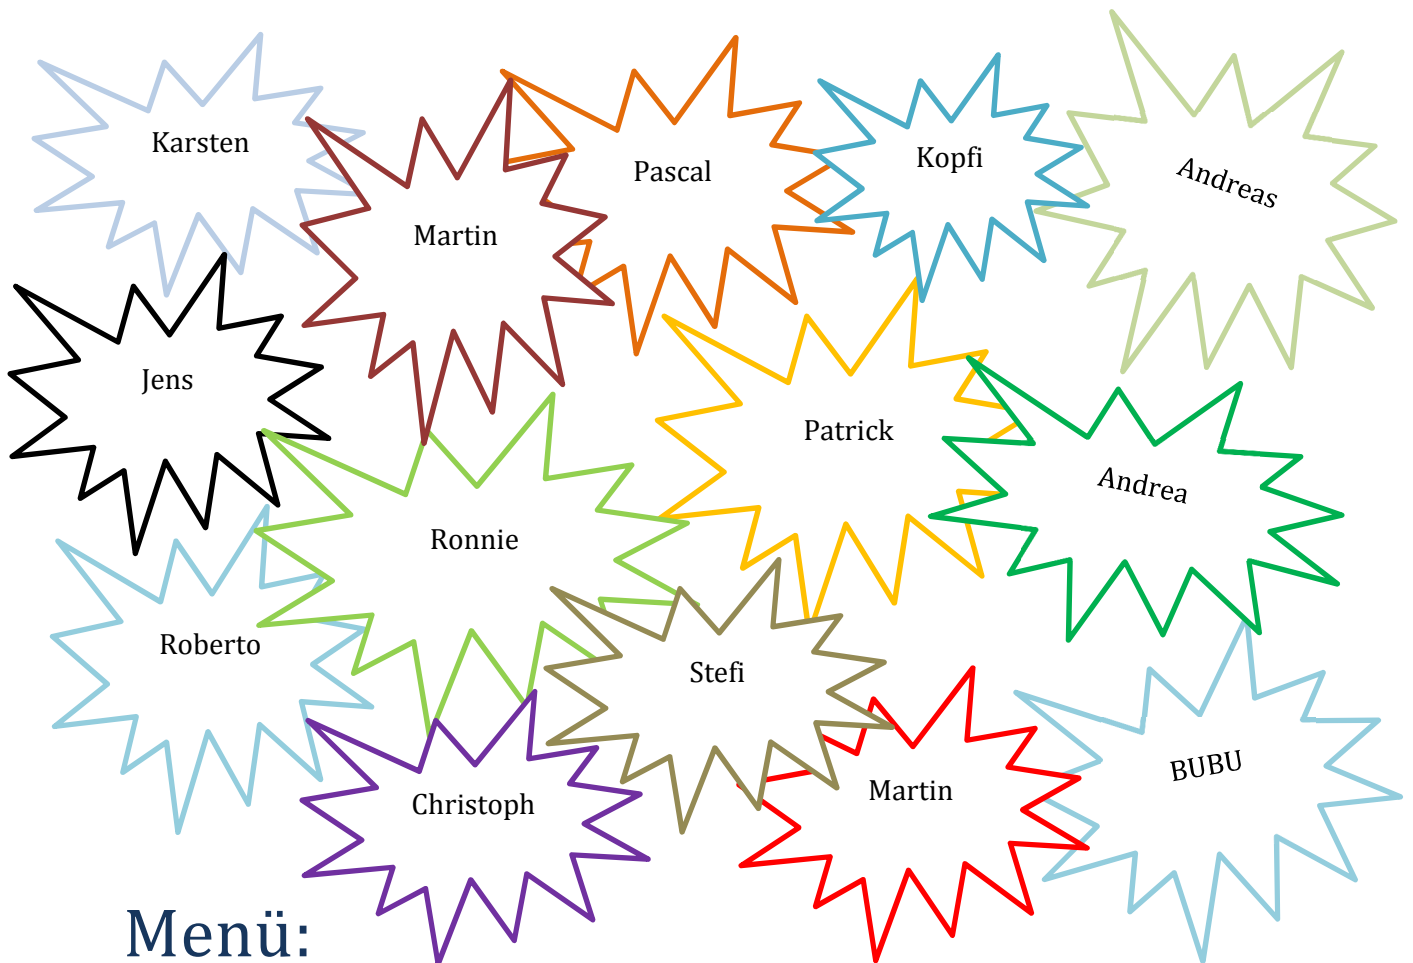 Karsten
Martin
Pascal
Kopfi
Andreas
Jens
Ronnie
Patrick
Andrea
Roberto
Stefi
Christoph
Martin
BUBU
Menü: